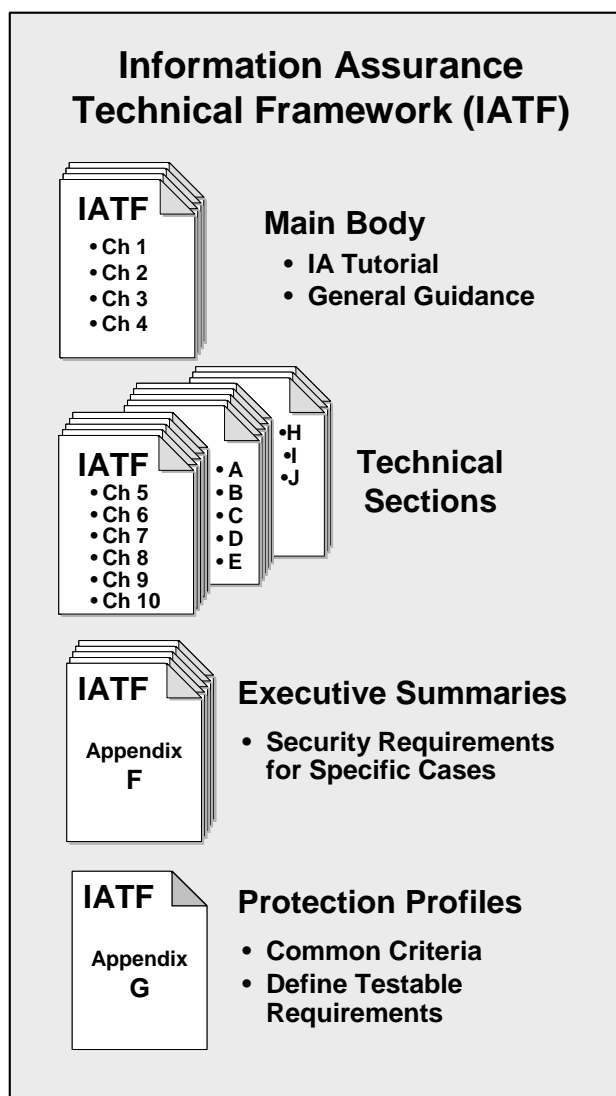 Information Assurance
Technical Framework (IATF)
IATF
• Ch 1
• Ch 2
• Ch 3
• Ch 4
Main Body
• IA Tutorial
• General Guidance
IATF
• Ch 5
• Ch 6
• Ch 7
• Ch 8
• Ch 9
• Ch 10
• A
• B
• C
• D
• E
•H
•I
•J
Technical
Sections
IATF
Appendix
F
Executive Summaries
• Security Requirements
for Specific Cases
IATF
Appendix
G
Protection Profiles
• Common Criteria
• Define Testable
Requirements